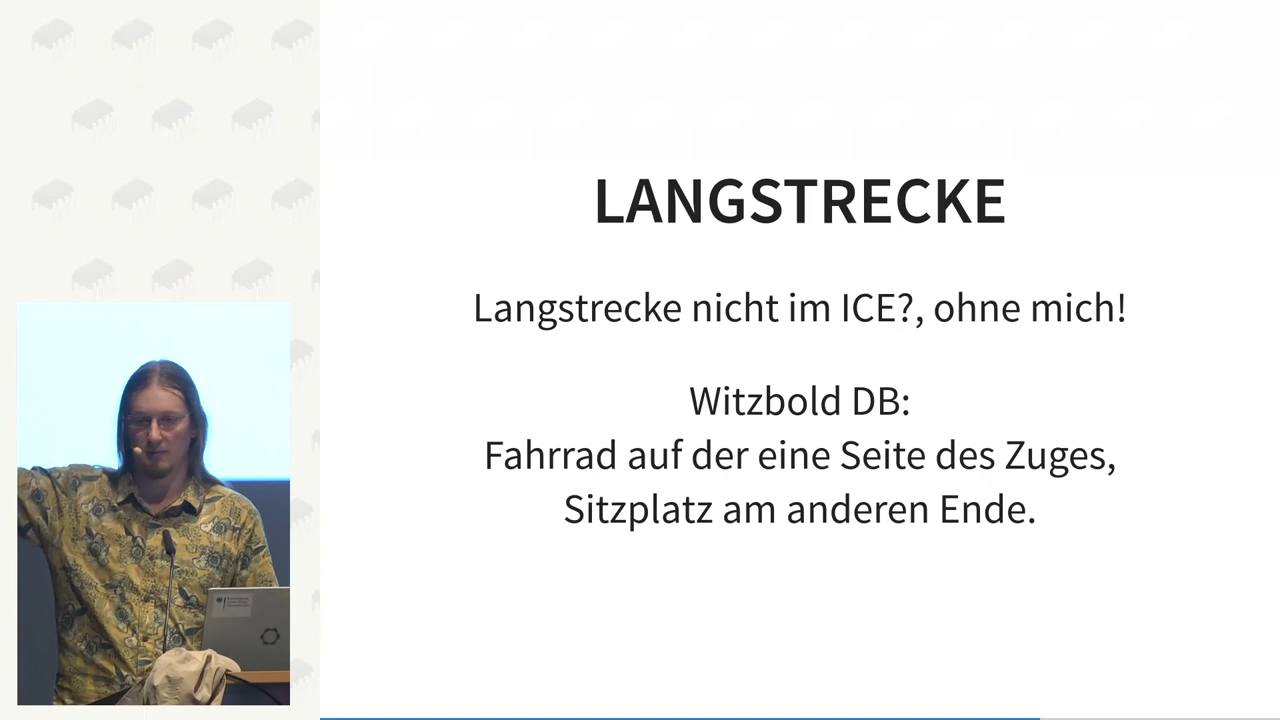 LANGSTRECKE
Langstrecke nicht im ICE?, ohne mich!
Witzbold DB:
Fahrrad auf der eine Seite des Zuges,
Sitzplatz am anderen Ende.